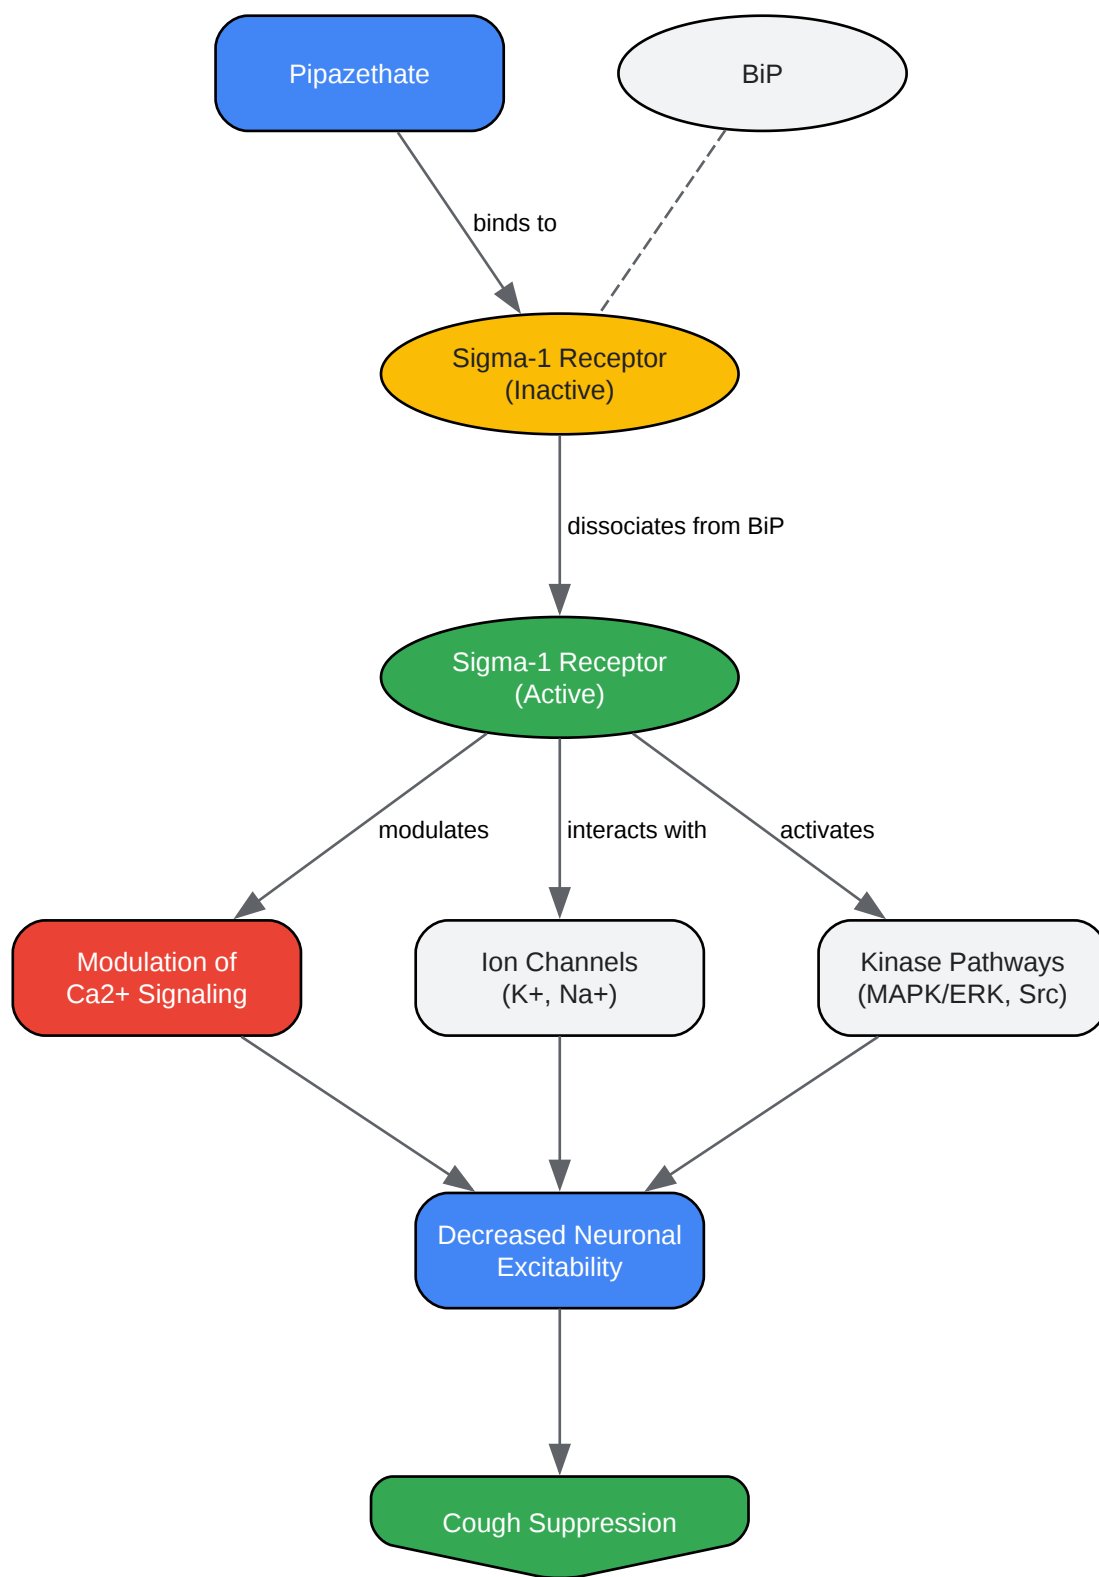 Pipazethate
BiP
binds to
Sigma-1 Receptor
(Inactive)
dissociates from BiP
Sigma-1 Receptor
(Active)
modulates
interacts with
activates
Modulation of
Ca2+ Signaling
Ion Channels
(K+, Na+)
Kinase Pathways
(MAPK/ERK, Src)
Decreased Neuronal
Excitability
Cough Suppression